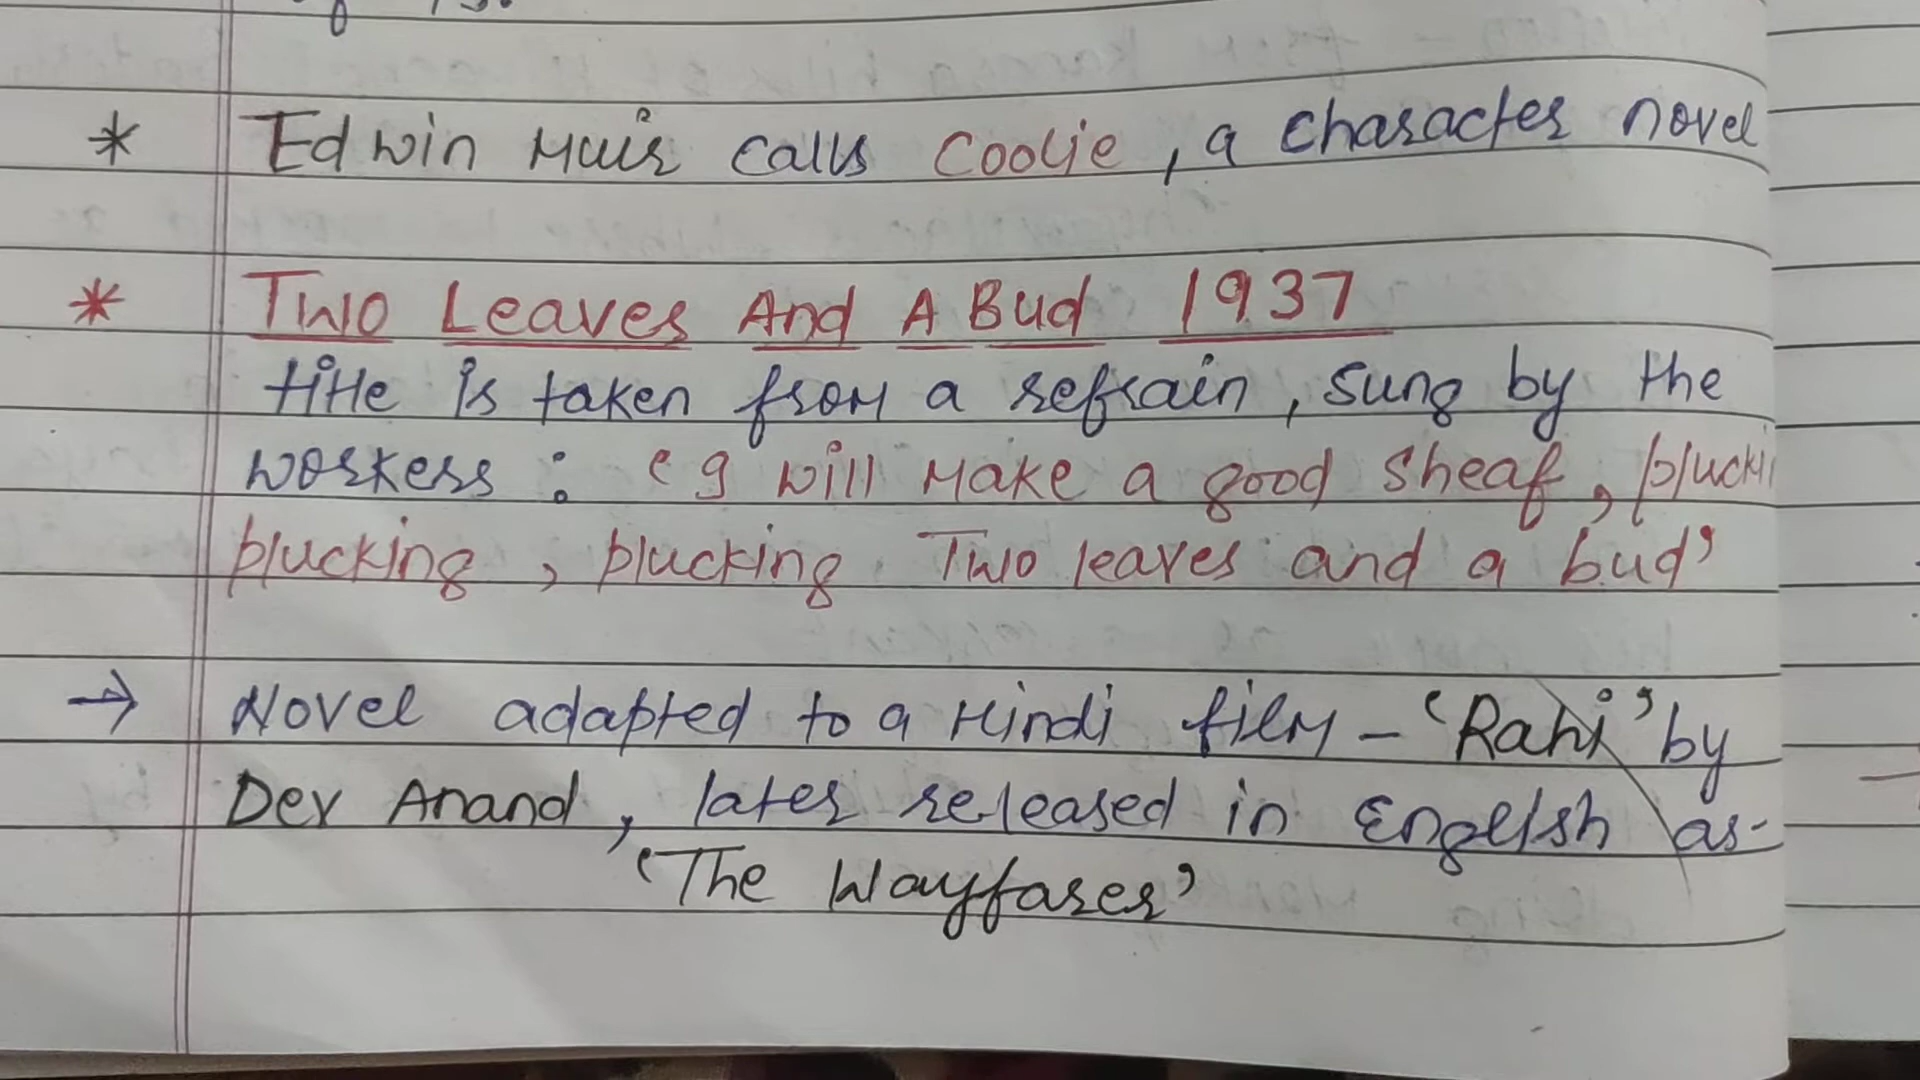 * Edwin Muir calls Coolie, a character novel
* Two Leaves And A Bud 1937
title is taken from a refrain, sung by the
workers : 'I will make a good sheaf, plucki
plucking, plucking. Two leaves and a bud'
→ Novel adapted to a Hindi film - 'Rahi' by
Dev Anand, later released in English as -
'The Wayfarer'